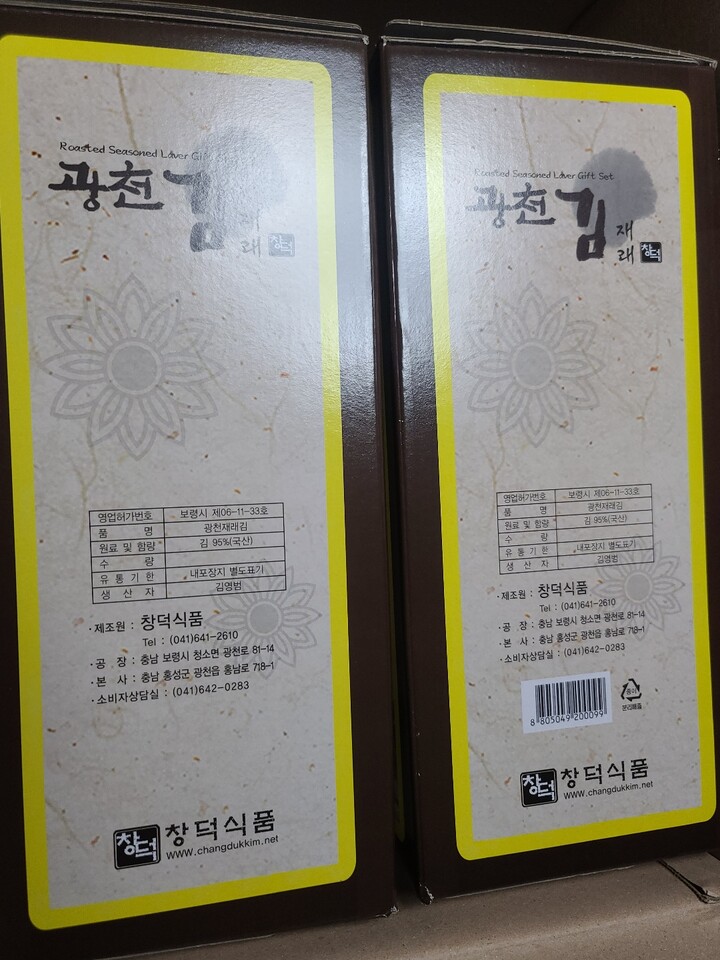 Roasted Seasoned Laver Gi
광천김
재
래
창덕
영업허가번호 보령시 제06-11-33호
품 명 광천재래김
원료 및 함량 김 95%(국산)
수 량
유 통 기 한 내포장지 별도표기
생 산 자 김영범
·제조원 : 창덕식품
Tel : (041)641-2610
·공 장 : 충남 보령시 청소면 광천로 81-14
·본 사 : 충남 홍성군 광천읍 홍남로 718-1
·소비자상담실 : (041)642-0283
창덕 창덕식품
www.changdukkim.net
Roasted Seasoned Laver Gift Set
광천김
재
래
창덕
영업허가번호 보령시 제06-11-33호
품 명 광천재래김
원료 및 함량 김 95%(국산)
수 량
유 통 기 한 내포장지 별도표기
생 산 자 김영범
·제조원 : 창덕식품
Tel : (041)641-2610
·공 장 : 충남 보령시 청소면 광천로 81-14
·본 사 : 충남 홍성군 광천읍 홍남로 718-1
·소비자상담실 : (041)642-0283
8 805049 200099
종이
분리배출
창덕 창덕식품
www.changdukkim.net